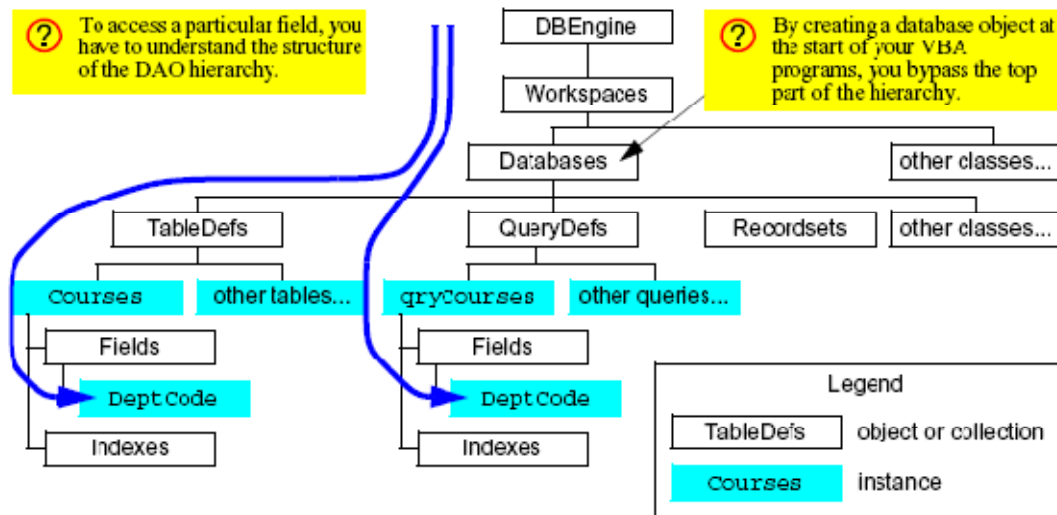 ? To access a particular field, you
have to understand the structure
of the DAO hierarchy.
DBEngine
? By creating a database object at
the start of your VBA
programs, you bypass the top
part of the hierarchy.
Workspaces
Databases
other classes...
TableDefs
QueryDefs
Recordsets
other classes...
Courses
other tables...
qryCourses
other queries...
Fields
Fields
DeptCode
DeptCode
Indexes
Indexes
Legend
TableDefs object or collection
Courses instance